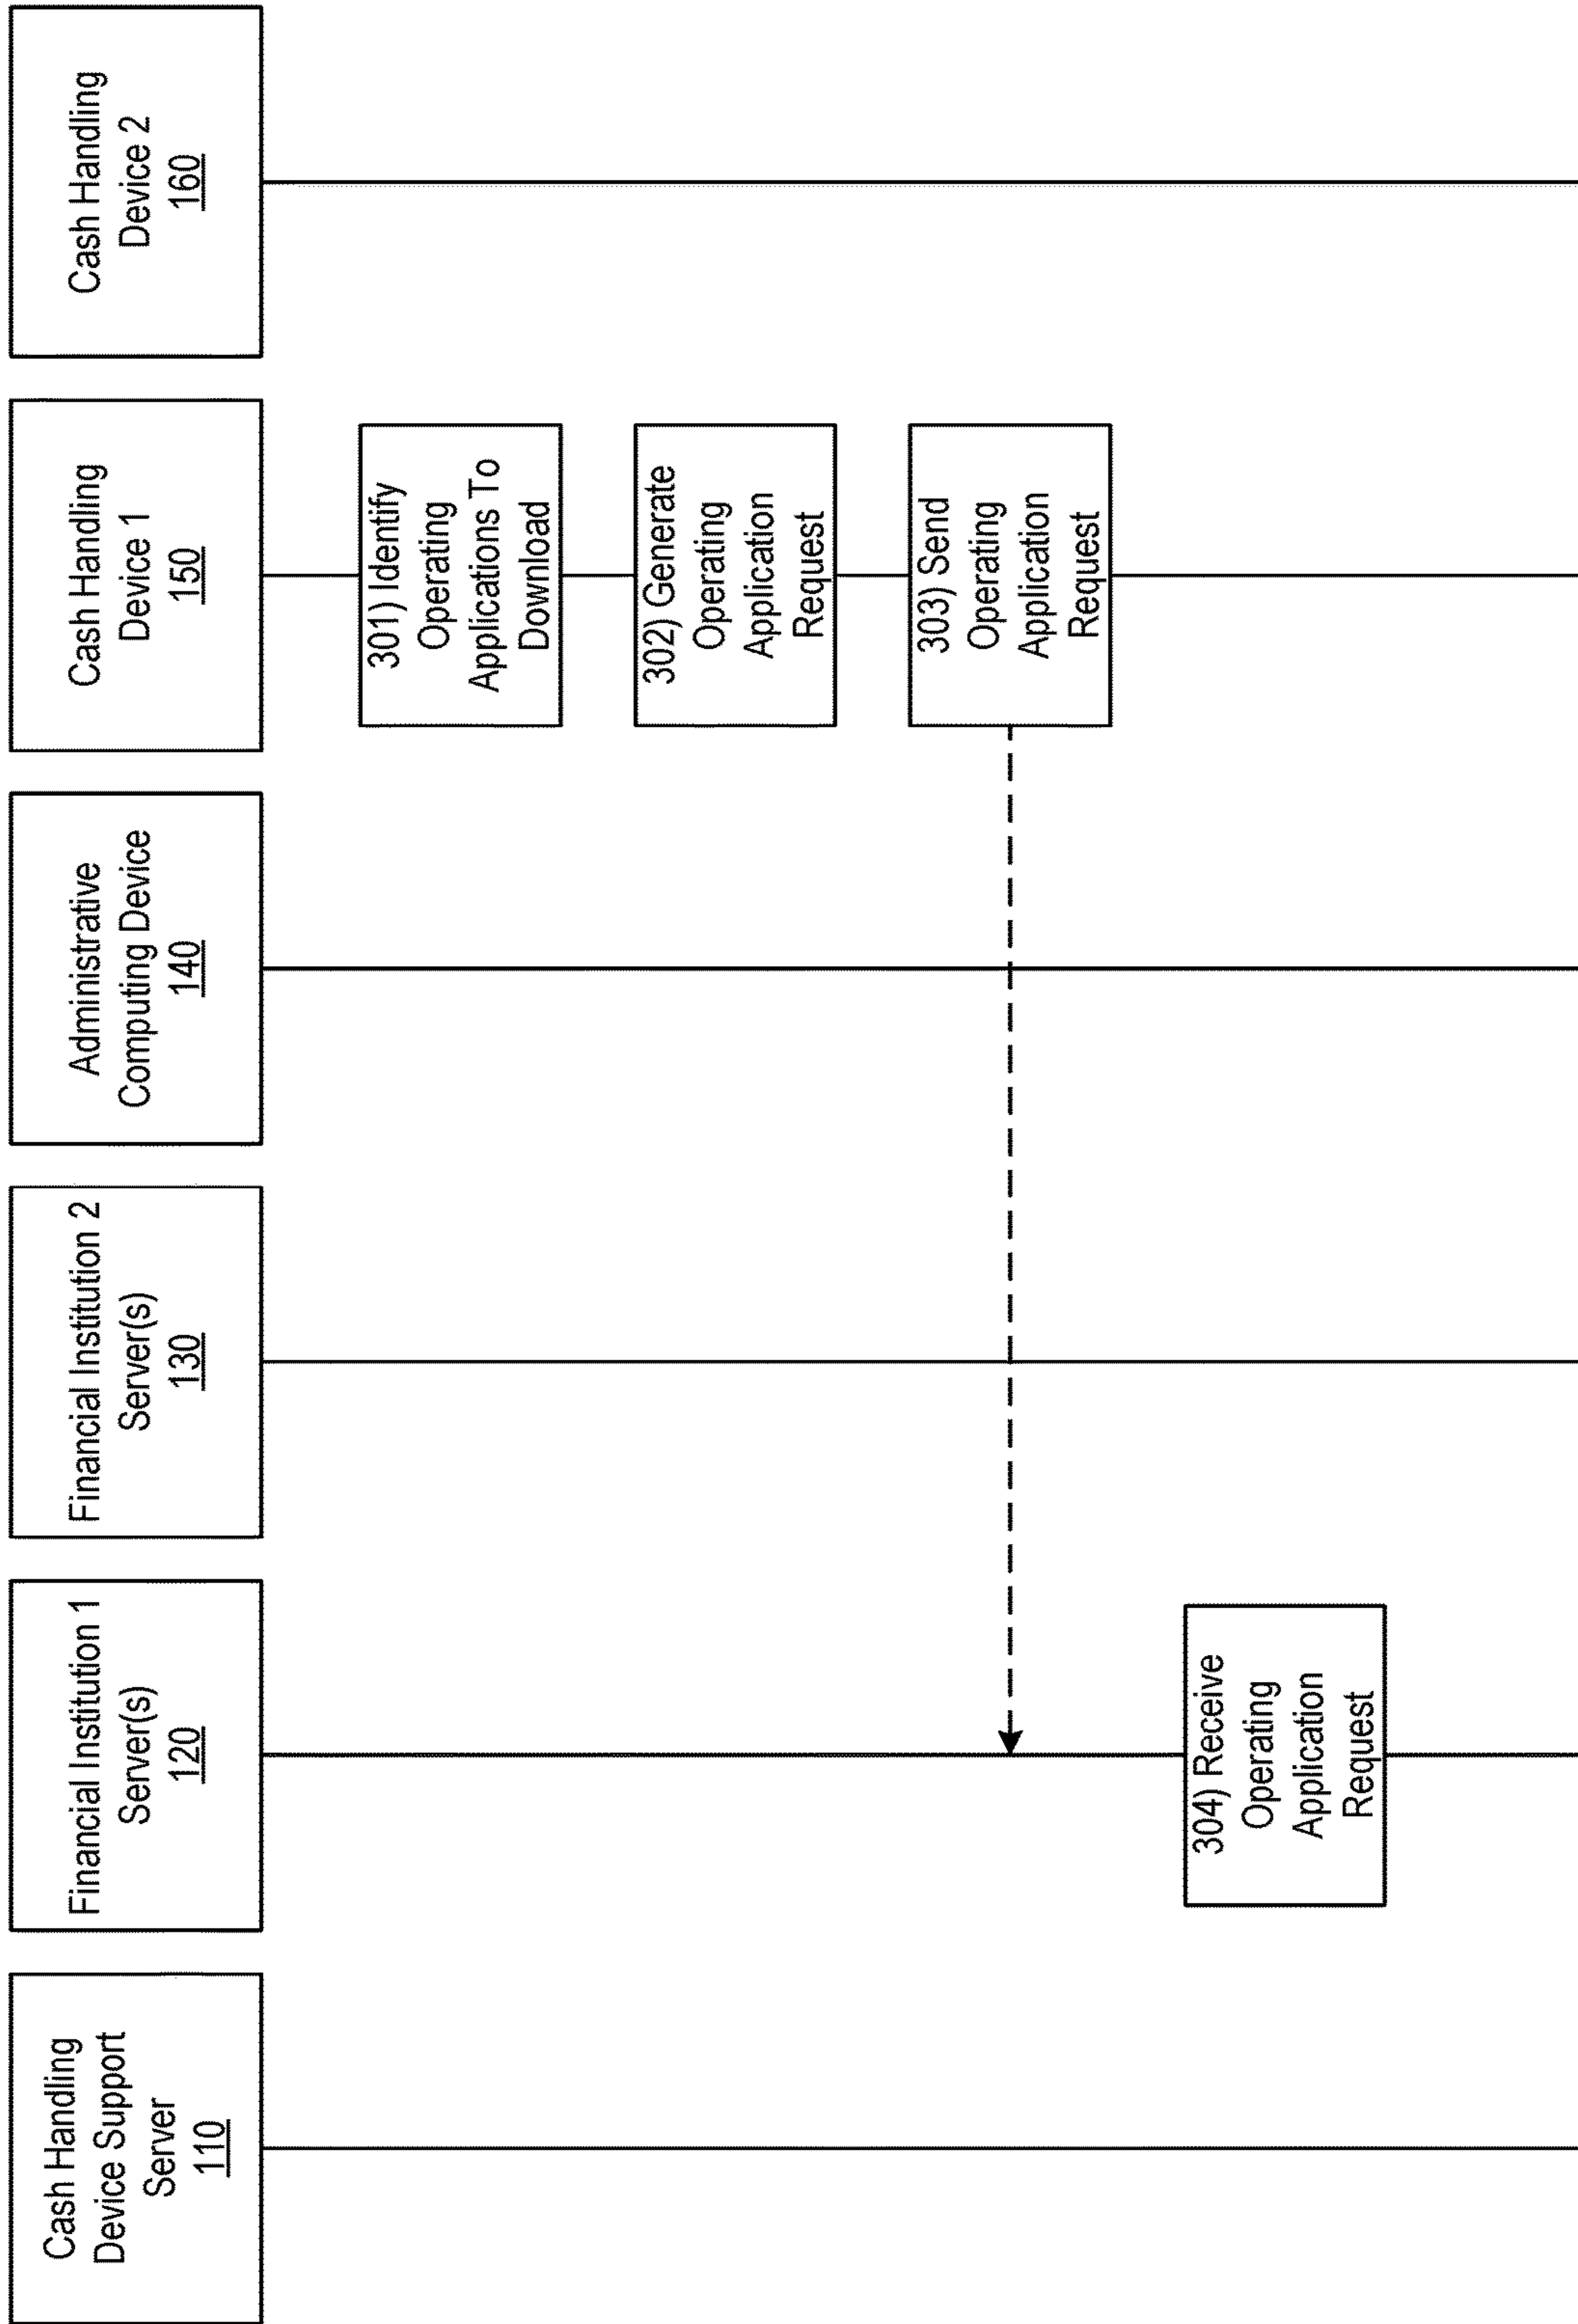 Cash Handling
Device Support
Server
110
Financial Institution 1
Server(s)
120
Financial Institution 2
Server(s)
130
Administrative
Computing Device
140
Cash Handling
Device 1
150
Cash Handling
Device 2
160
301) Identify
Operating
Applications To
Download
302) Generate
Operating
Application
Request
303) Send
Operating
Application
Request
304) Receive
Operating
Application
Request